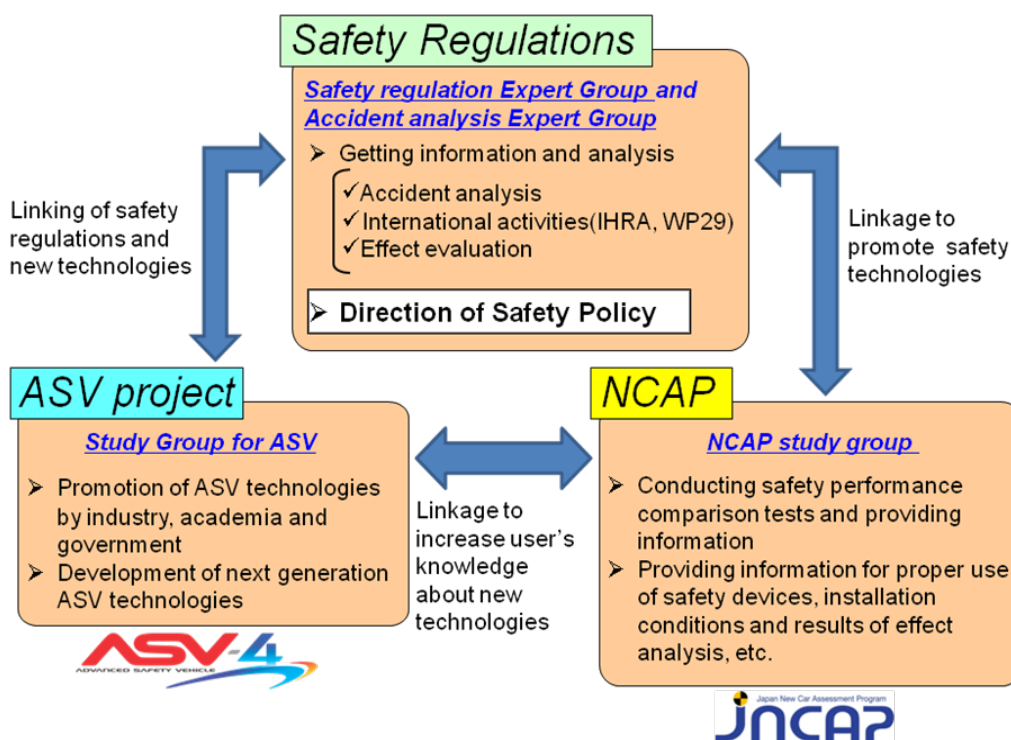 Safety Regulations
Safety regulation Expert Group and
Accident analysis Expert Group
➢ Getting information and analysis
✓Accident analysis
✓International activities(IHRA, WP29)
✓Effect evaluation
➢ Direction of Safety Policy
Linking of safety
regulations and
new technologies
Linkage to
promote safety
technologies
ASV project
Study Group for ASV
➢ Promotion of ASV technologies
by industry, academia and
government
➢ Development of next generation
ASV technologies
Linkage to
increase user's
knowledge
about new
technologies
NCAP
NCAP study group
➢ Conducting safety performance
comparison tests and providing
information
➢ Providing information for proper use
of safety devices, installation
conditions and results of effect
analysis, etc.
ASV-4
ADVANCED SAFETY VEHICLE
Japan New Car Assessment Program
JNCAP